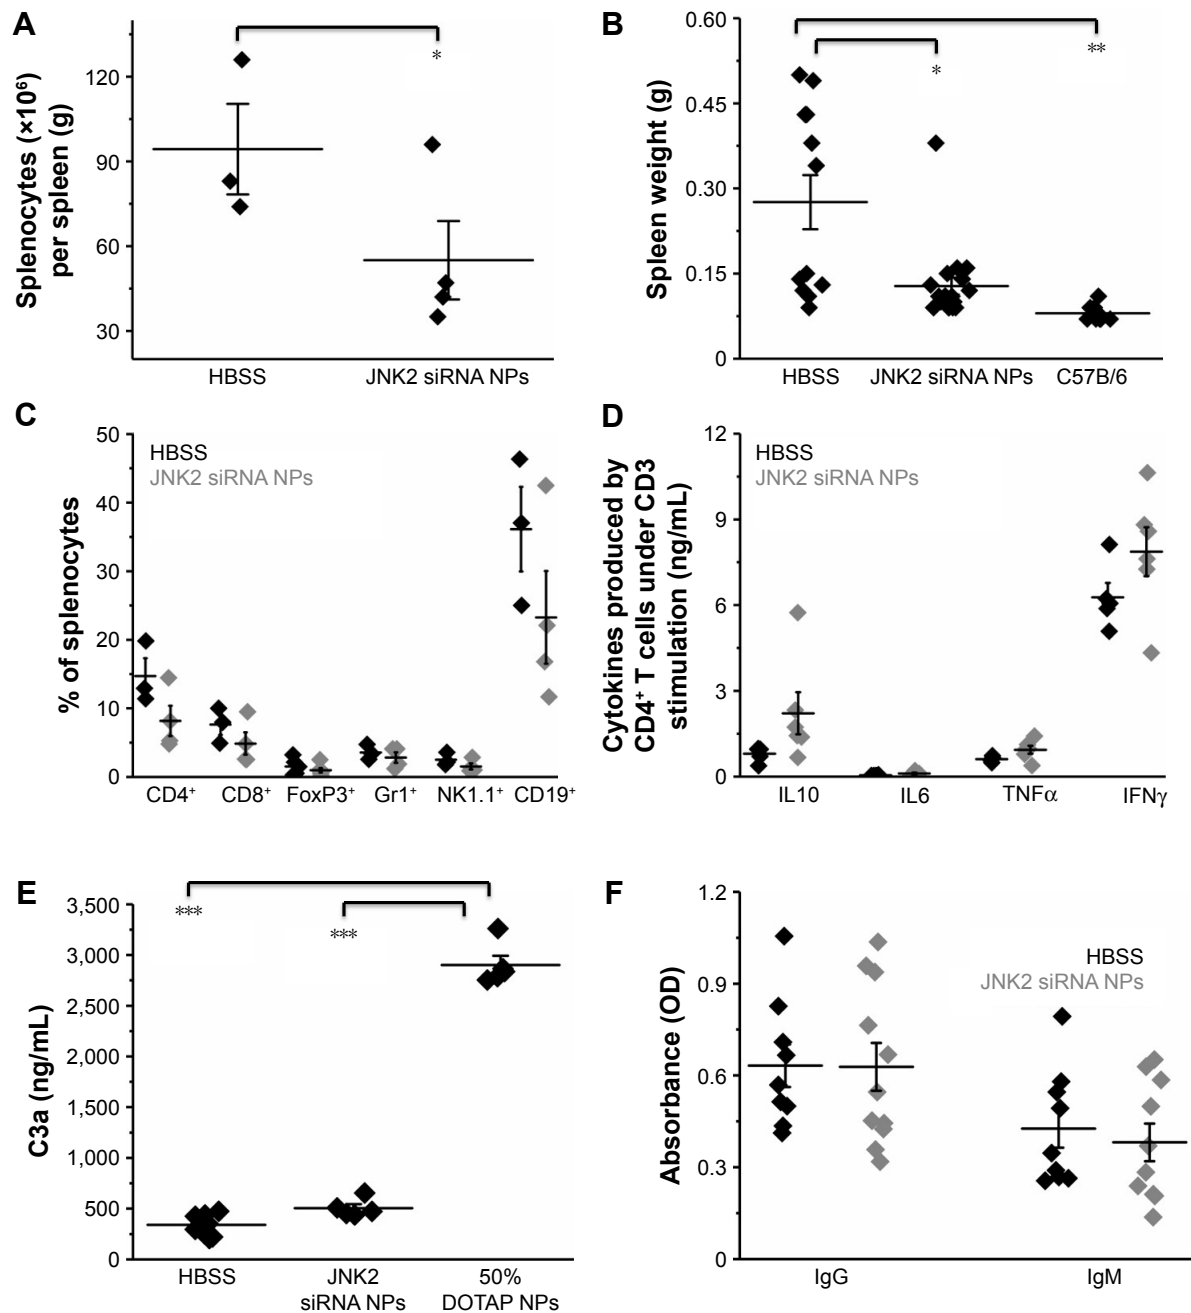 A
Splenocytes (×10⁶)
per spleen (g)
120
90
60
30
*
HBSS
JNK2 siRNA NPs
B
Spleen weight (g)
0.60
0.45
0.30
0.15
0
*
**
HBSS
JNK2 siRNA NPs
C57B/6
C
% of splenocytes
50
40
30
20
10
0
HBSS
JNK2 siRNA NPs
CD4⁺
CD8⁺
FoxP3⁺
Gr1⁺
NK1.1⁺
CD19⁺
D
Cytokines produced by
CD4⁺ T cells under CD3
stimulation (ng/mL)
12
9
6
3
0
HBSS
JNK2 siRNA NPs
IL10
IL6
TNFα
IFNγ
E
C3a (ng/mL)
3,500
3,000
2,500
2,000
1,500
1,000
500
0
***
***
HBSS
JNK2
siRNA NPs
50%
DOTAP NPs
F
Absorbance (OD)
1.2
0.9
0.6
0.3
0
HBSS
JNK2 siRNA NPs
IgG
IgM